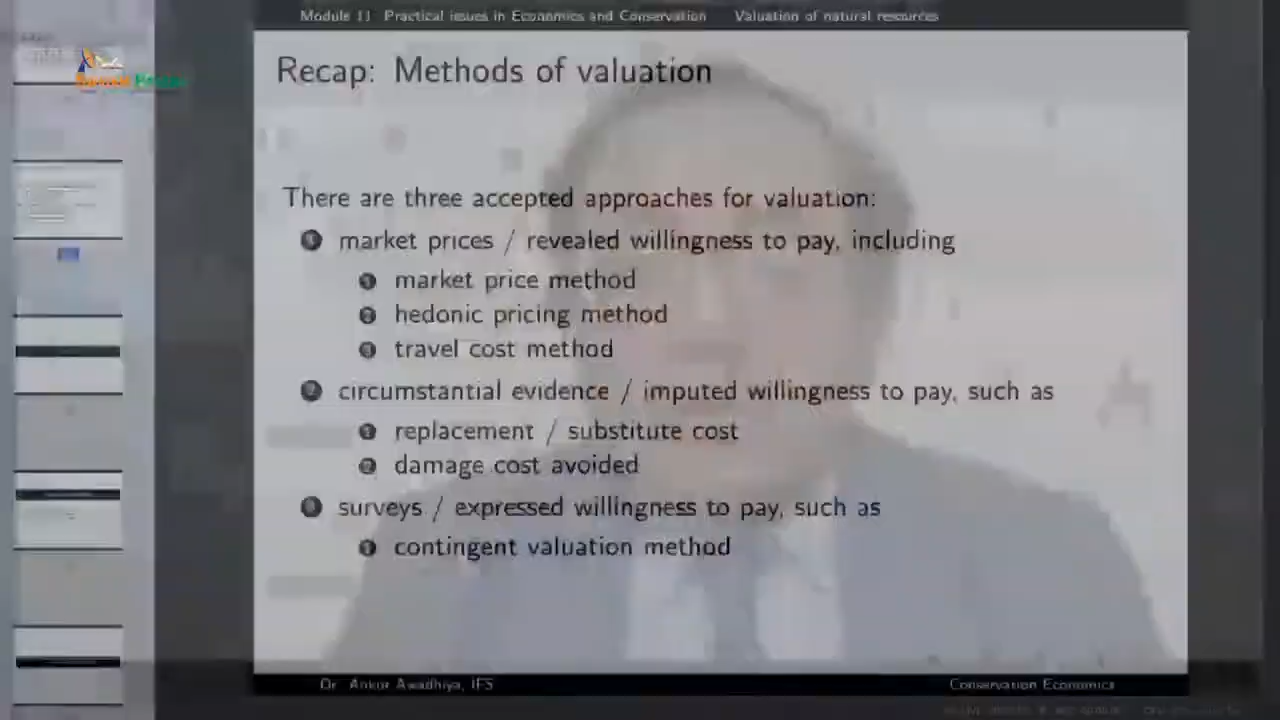 Module 11 Practical issues in Economics and Conservation Valuation of natural resources
Recap: Methods of valuation
There are three accepted approaches for valuation:
1 market prices / revealed willingness to pay, including
1 market price method
2 hedonic pricing method
3 travel cost method
2 circumstantial evidence / imputed willingness to pay, such as
1 replacement / substitute cost
2 damage cost avoided
3 surveys / expressed willingness to pay, such as
1 contingent valuation method
Dr. Ankur Awadhiya, IFS
Conservation Economics